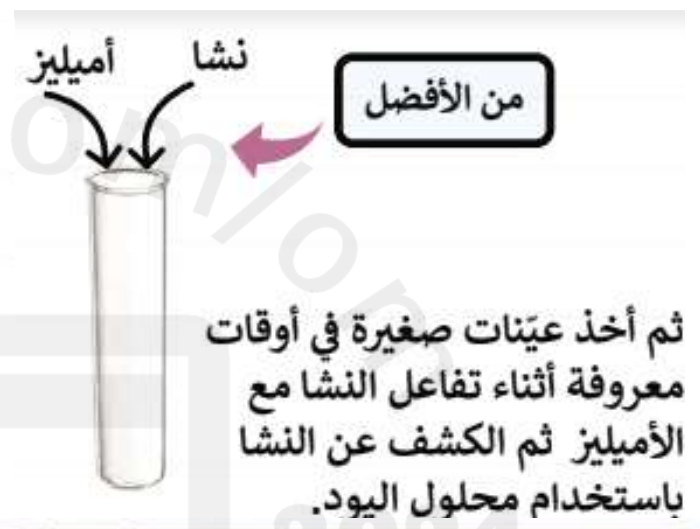 نشا
أميليز
من الأفضل
ثم أخذ عيّنات صغيرة في أوقات
معروفة أثناء تفاعل النشا مع
الأميليز ثم الكشف عن النشا
باستخدام محلول اليود.